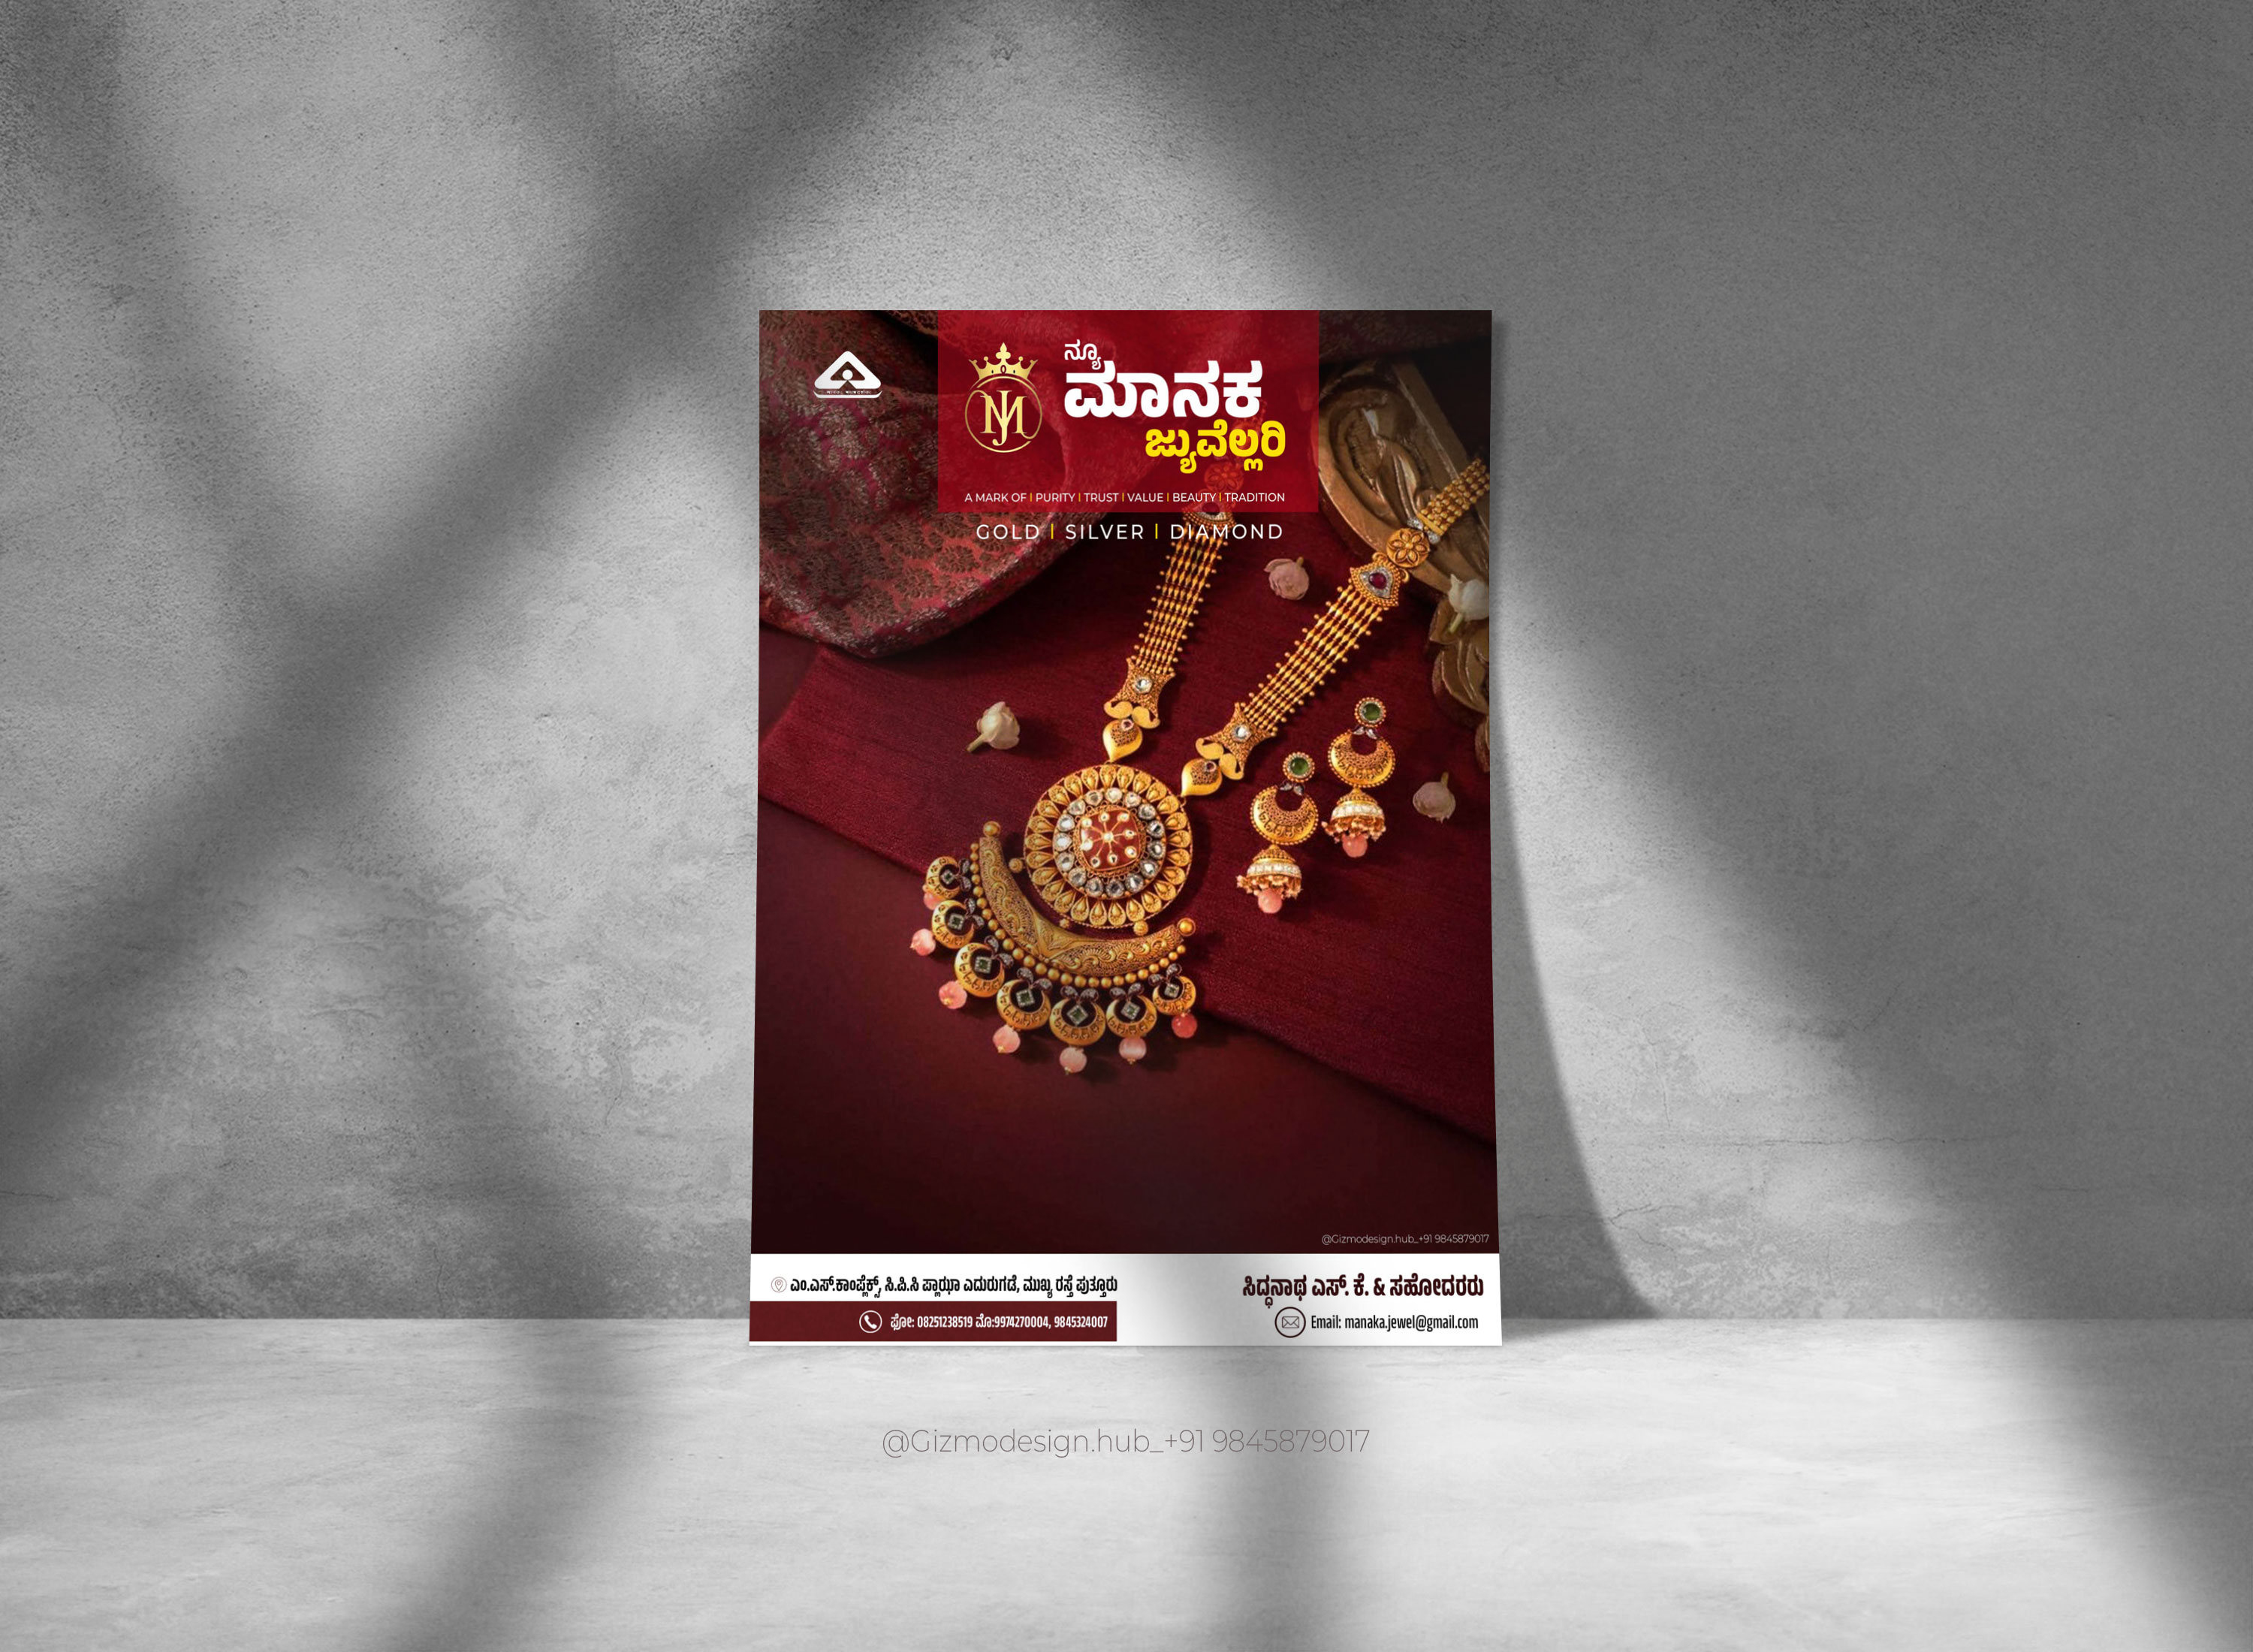 ನ್ಯೂ
ಮಾನಕ
ಜ್ಯುವೆಲ್ಲರಿ
MJ
A MARK OF | PURITY | TRUST | VALUE | BEAUTY | TRADITION
GOLD | SILVER | DIAMOND
@Gizmodesign.hub_+91 9845879017
ಎಂ.ಎಸ್.ಕಾಂಪ್ಲೆಕ್ಸ್, ಸಿ.ಪಿ.ಸಿ ಪ್ಲಾಝಾ ಎದುರುಗಡೆ, ಮುಖ್ಯ ರಸ್ತೆ ಪುತ್ತೂರು
ಫೋ: 08251238519 ಮೊ:9974270004, 9845324007
ಸಿದ್ಧನಾಥ ಎಸ್. ಕೆ. & ಸಹೋದರರು
Email: manaka.jewel@gmail.com
@Gizmodesign.hub_+91 9845879017